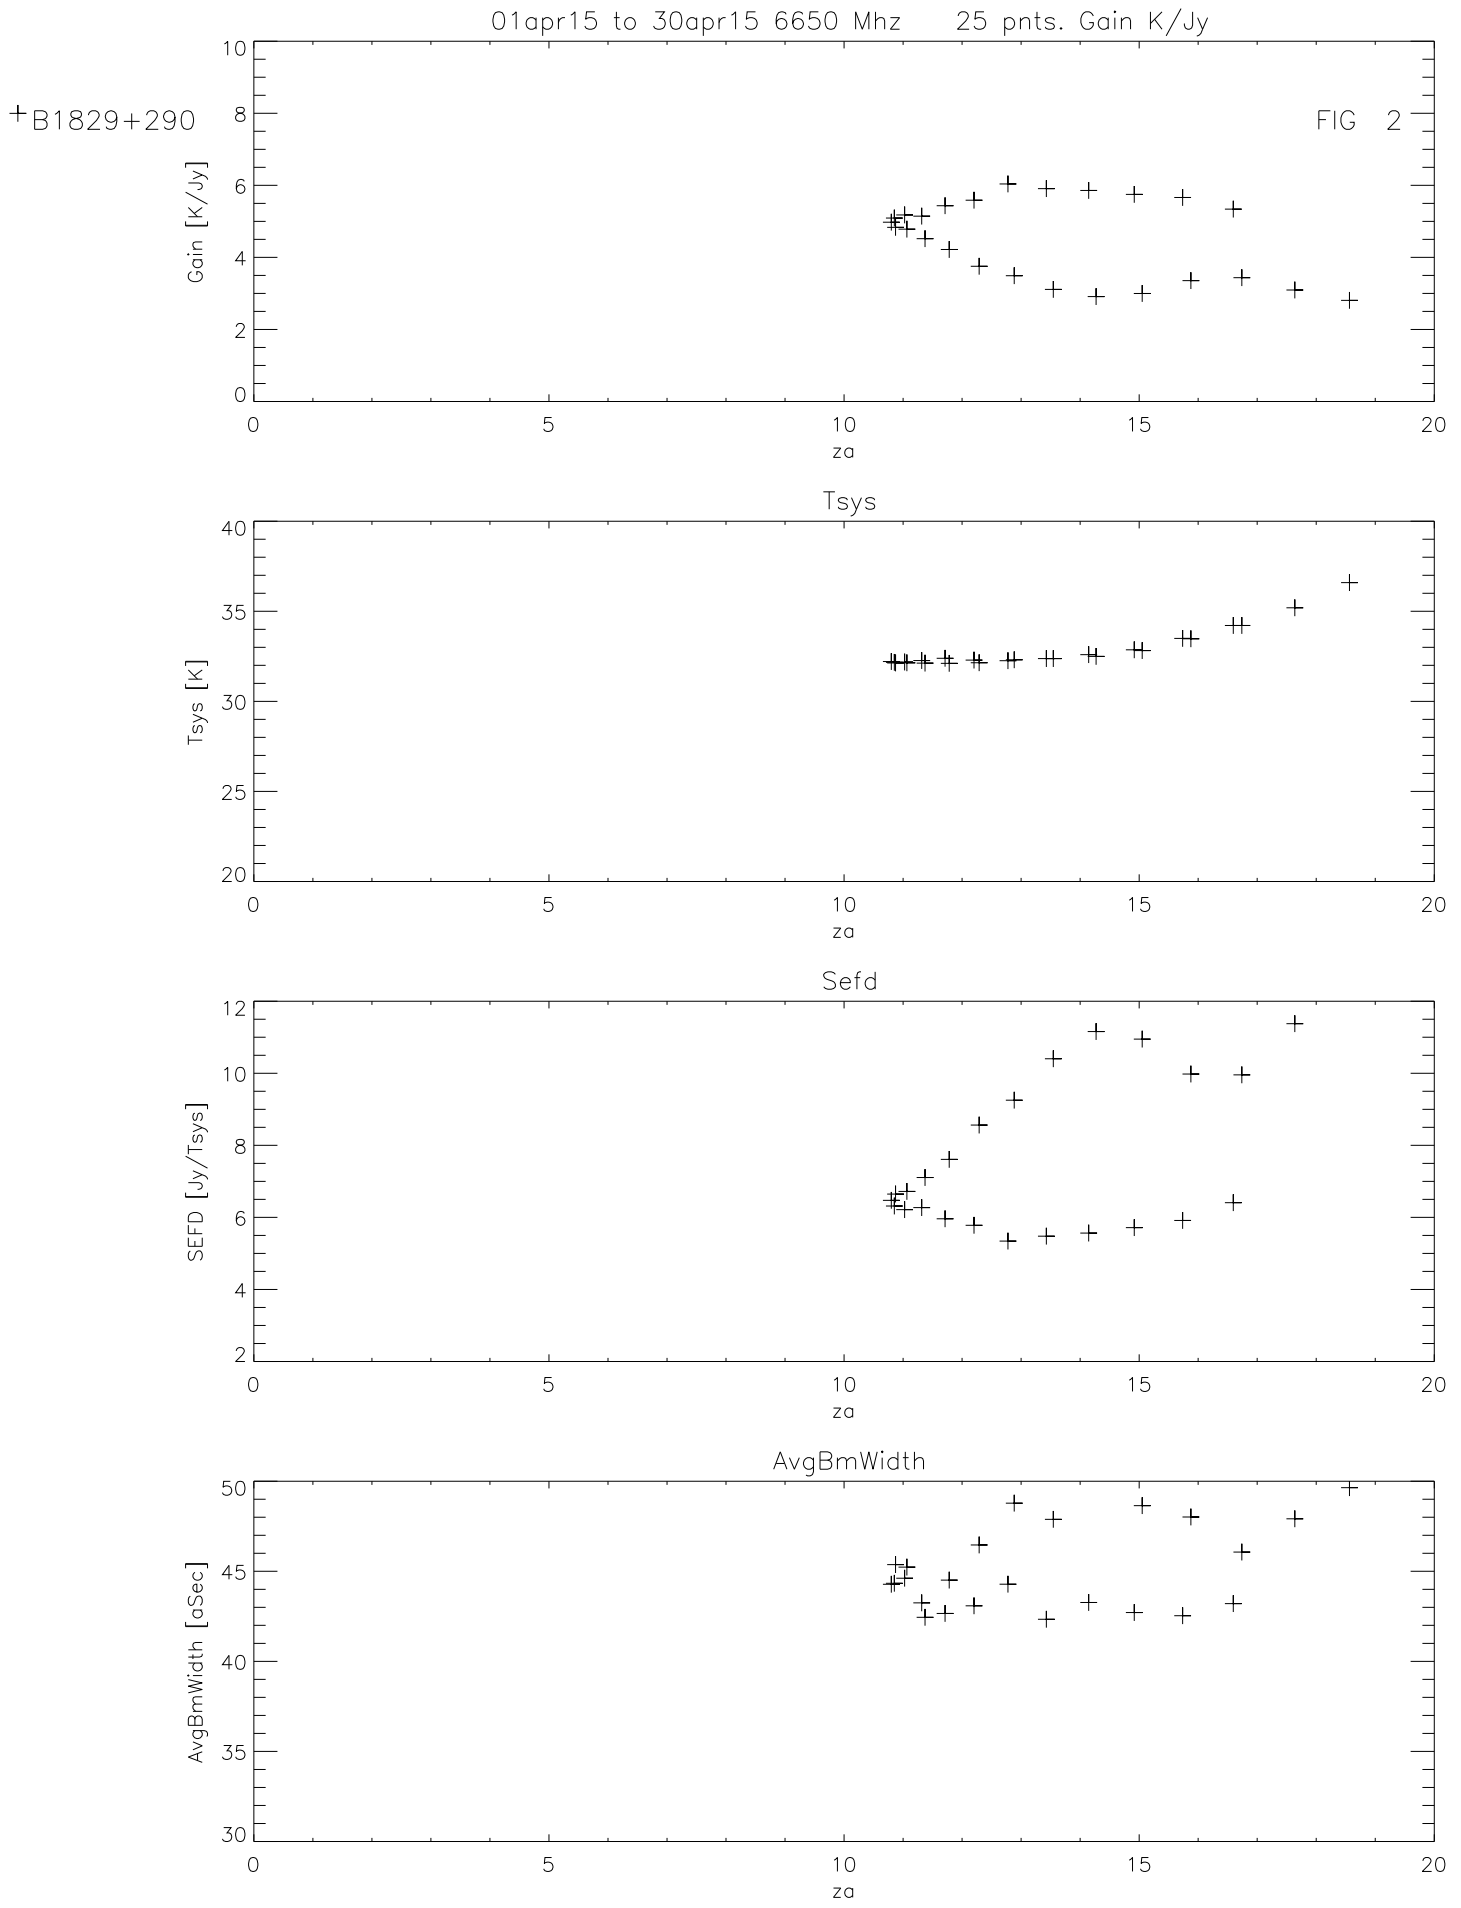 01apr15 to 30apr15 6650 Mhz 25 pnts. Gain K/Jy
+B1829+290
FIG 2
Gain [K/Jy]
10
8
6
4
2
0
0 5 10 15 20
za
Tsys
Tsys [K]
40
35
30
25
20
0 5 10 15 20
za
Sefd
SEFD [Jy/Tsys]
12
10
8
6
4
2
0 5 10 15 20
za
AvgBmWidth
AvgBmWidth [aSec]
50
45
40
35
30
0 5 10 15 20
za